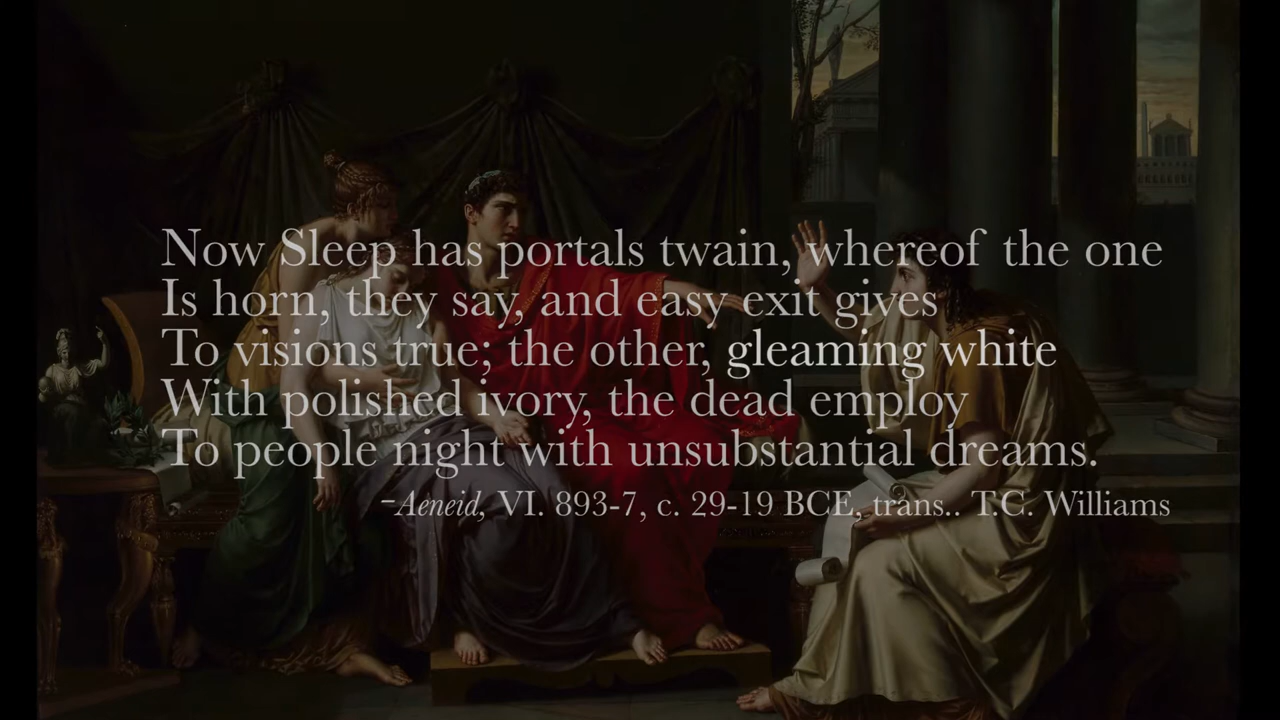 Now Sleep has portals twain, whereof the one
Is horn, they say, and easy exit gives
To visions true; the other, gleaming white
With polished ivory, the dead employ
To people night with unsubstantial dreams.
–Aeneid, VI. 893-7, c. 29-19 BCE, trans.. T.C. Williams